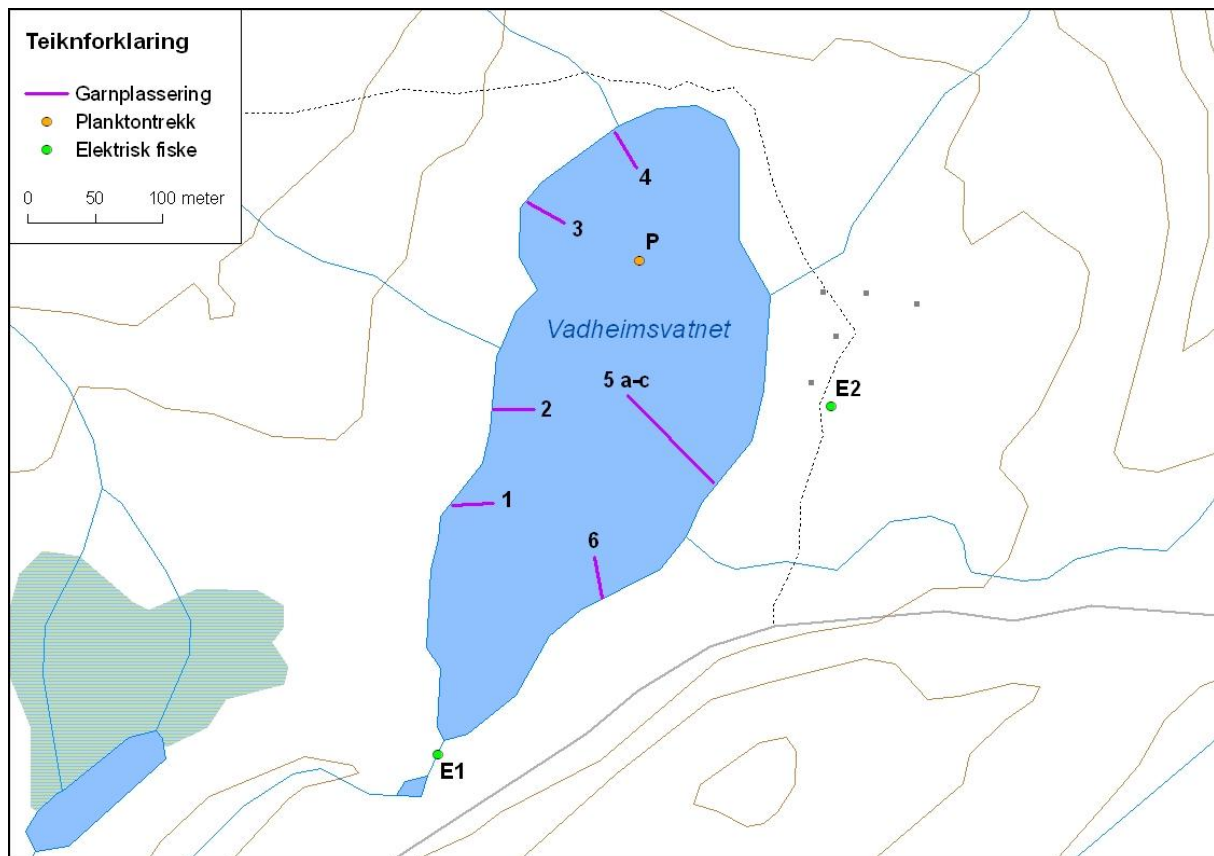 Teiknforklaring
Garnplassering
Planktontrekk
Elektrisk fiske
0 50 100 meter
4
3
P
Vadheimsvatnet
5 a-c
E2
2
1
6
E1